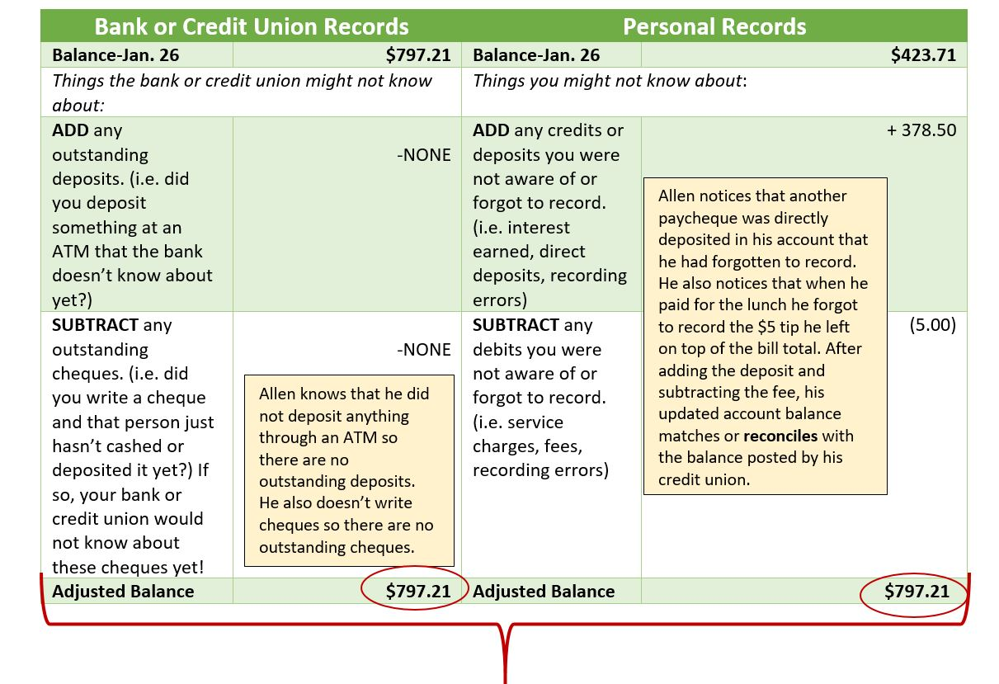 Bank or Credit Union Records
Personal Records
Balance-Jan. 26
$797.21
Balance-Jan. 26
$423.71
Things the bank or credit union might not know
about:
Things you might not know about:
ADD any
outstanding
deposits. (i.e. did
you deposit
something at an
ATM that the bank
doesn’t know about
yet?)
-NONE
ADD any credits or
deposits you were
not aware of or
forgot to record.
(i.e. interest
earned, direct
deposits, recording
errors)
+ 378.50
Allen notices that another
paycheque was directly
deposited in his account that
he had forgotten to record.
He also notices that when he
paid for the lunch he forgot
to record the $5 tip he left
on top of the bill total. After
adding the deposit and
subtracting the fee, his
updated account balance
matches or reconciles with
the balance posted by his
credit union.
SUBTRACT any
outstanding
cheques. (i.e. did
you write a cheque
and that person just
hasn’t cashed or
deposited it yet?) If
so, your bank or
credit union would
not know about
these cheques yet!
-NONE
Allen knows that he did
not deposit anything
through an ATM so
there are no
outstanding deposits.
He also doesn’t write
cheques so there are no
outstanding cheques.
SUBTRACT any
debits you were
not aware of or
forgot to record.
(i.e. service
charges, fees,
recording errors)
(5.00)
Adjusted Balance
$797.21
Adjusted Balance
$797.21